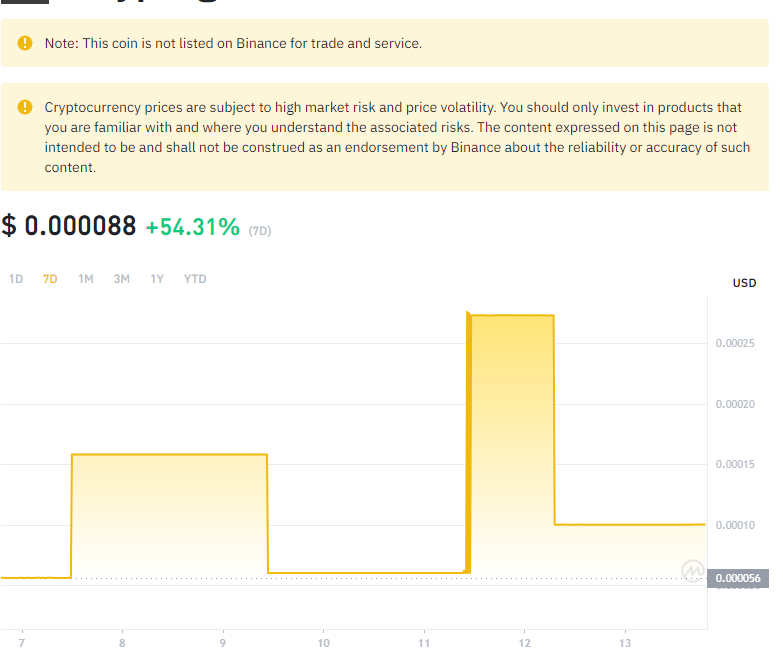 Note: This coin is not listed on Binance for trade and service.
Cryptocurrency prices are subject to high market risk and price volatility. You should only invest in products that
you are familiar with and where you understand the associated risks. The content expressed on this page is not
intended to be and shall not be construed as an endorsement by Binance about the reliability or accuracy of such
content.
$ 0.000088 +54.31% (7D)
1D 7D 1M 3M 1Y YTD
USD
0.00025
0.00020
0.00015
0.00010
0.000056
7 8 9 10 11 12 13